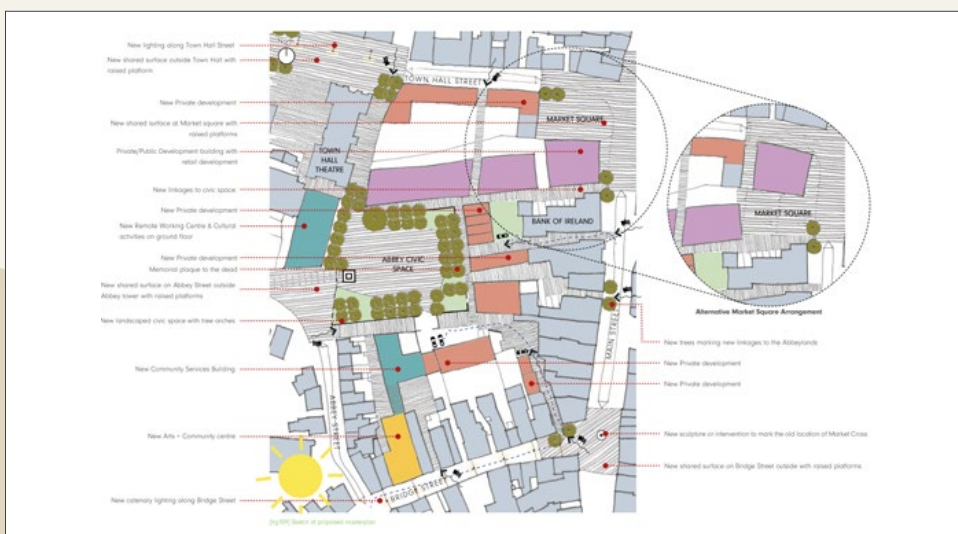 New lighting along Town Hall Street
New shared surface outside Town Hall with
raised platform
New Private development
New shared surface at Market square with
raised platforms
Private/Public Development building with
retail development
New linkages to civic space
New Private development
New Remote Working Centre & Cultural
activities on ground floor
New Private development
Memorial plaque to the dead
New shared surface on Abbey Street outside
Abbey tower with raised platforms
New landscaped civic space with tree arches
New Community Services Building.
New Arts + Community centre
New catenary lighting along Bridge Street
TOWN HALL STREET
MARKET SQUARE
TOWN
HALL
THEATRE
BANK OF IRELAND
ABBEY CIVIC
SPACE
MAIN STREET
ABBEY STREET
BRIDGE STREET
MARKET SQUARE
Alternative Market Square Arrangement
New trees marking new linkages to the Abbeylands
New Private development
New Private development
New sculpture or intervention to mark the old location of Market Cross
New shared surface on Bridge Street outside with raised platforms
Sketch of proposed masterplan